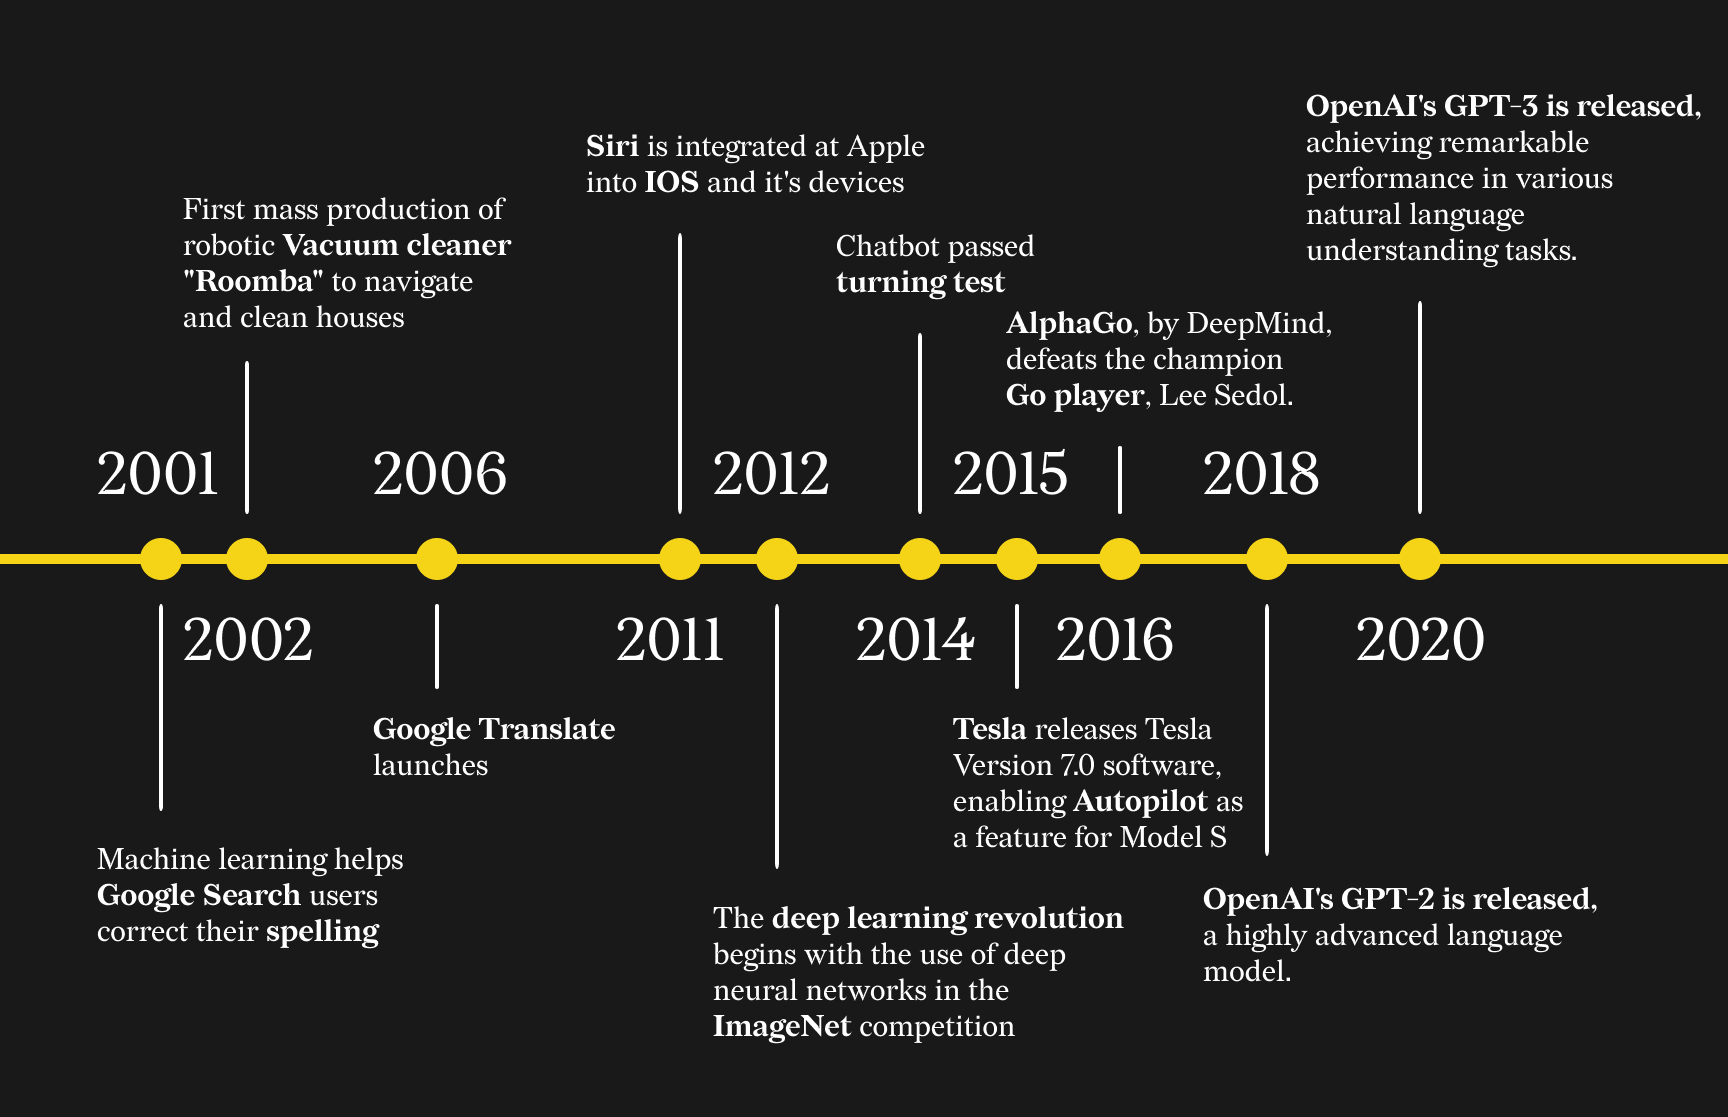 2001
Machine learning helps
Google Search users
correct their spelling
First mass production of
robotic Vacuum cleaner
"Roomba" to navigate
and clean houses
2002
2006
Google Translate
launches
Siri is integrated at Apple
into IOS and it's devices
2011
2012
The deep learning revolution
begins with the use of deep
neural networks in the
ImageNet competition
Chatbot passed
turning test
2014
2015
Tesla releases Tesla
Version 7.0 software,
enabling Autopilot as
a feature for Model S
AlphaGo, by DeepMind,
defeats the champion
Go player, Lee Sedol.
2016
2018
OpenAI's GPT-2 is released,
a highly advanced language
model.
OpenAI's GPT-3 is released,
achieving remarkable
performance in various
natural language
understanding tasks.
2020